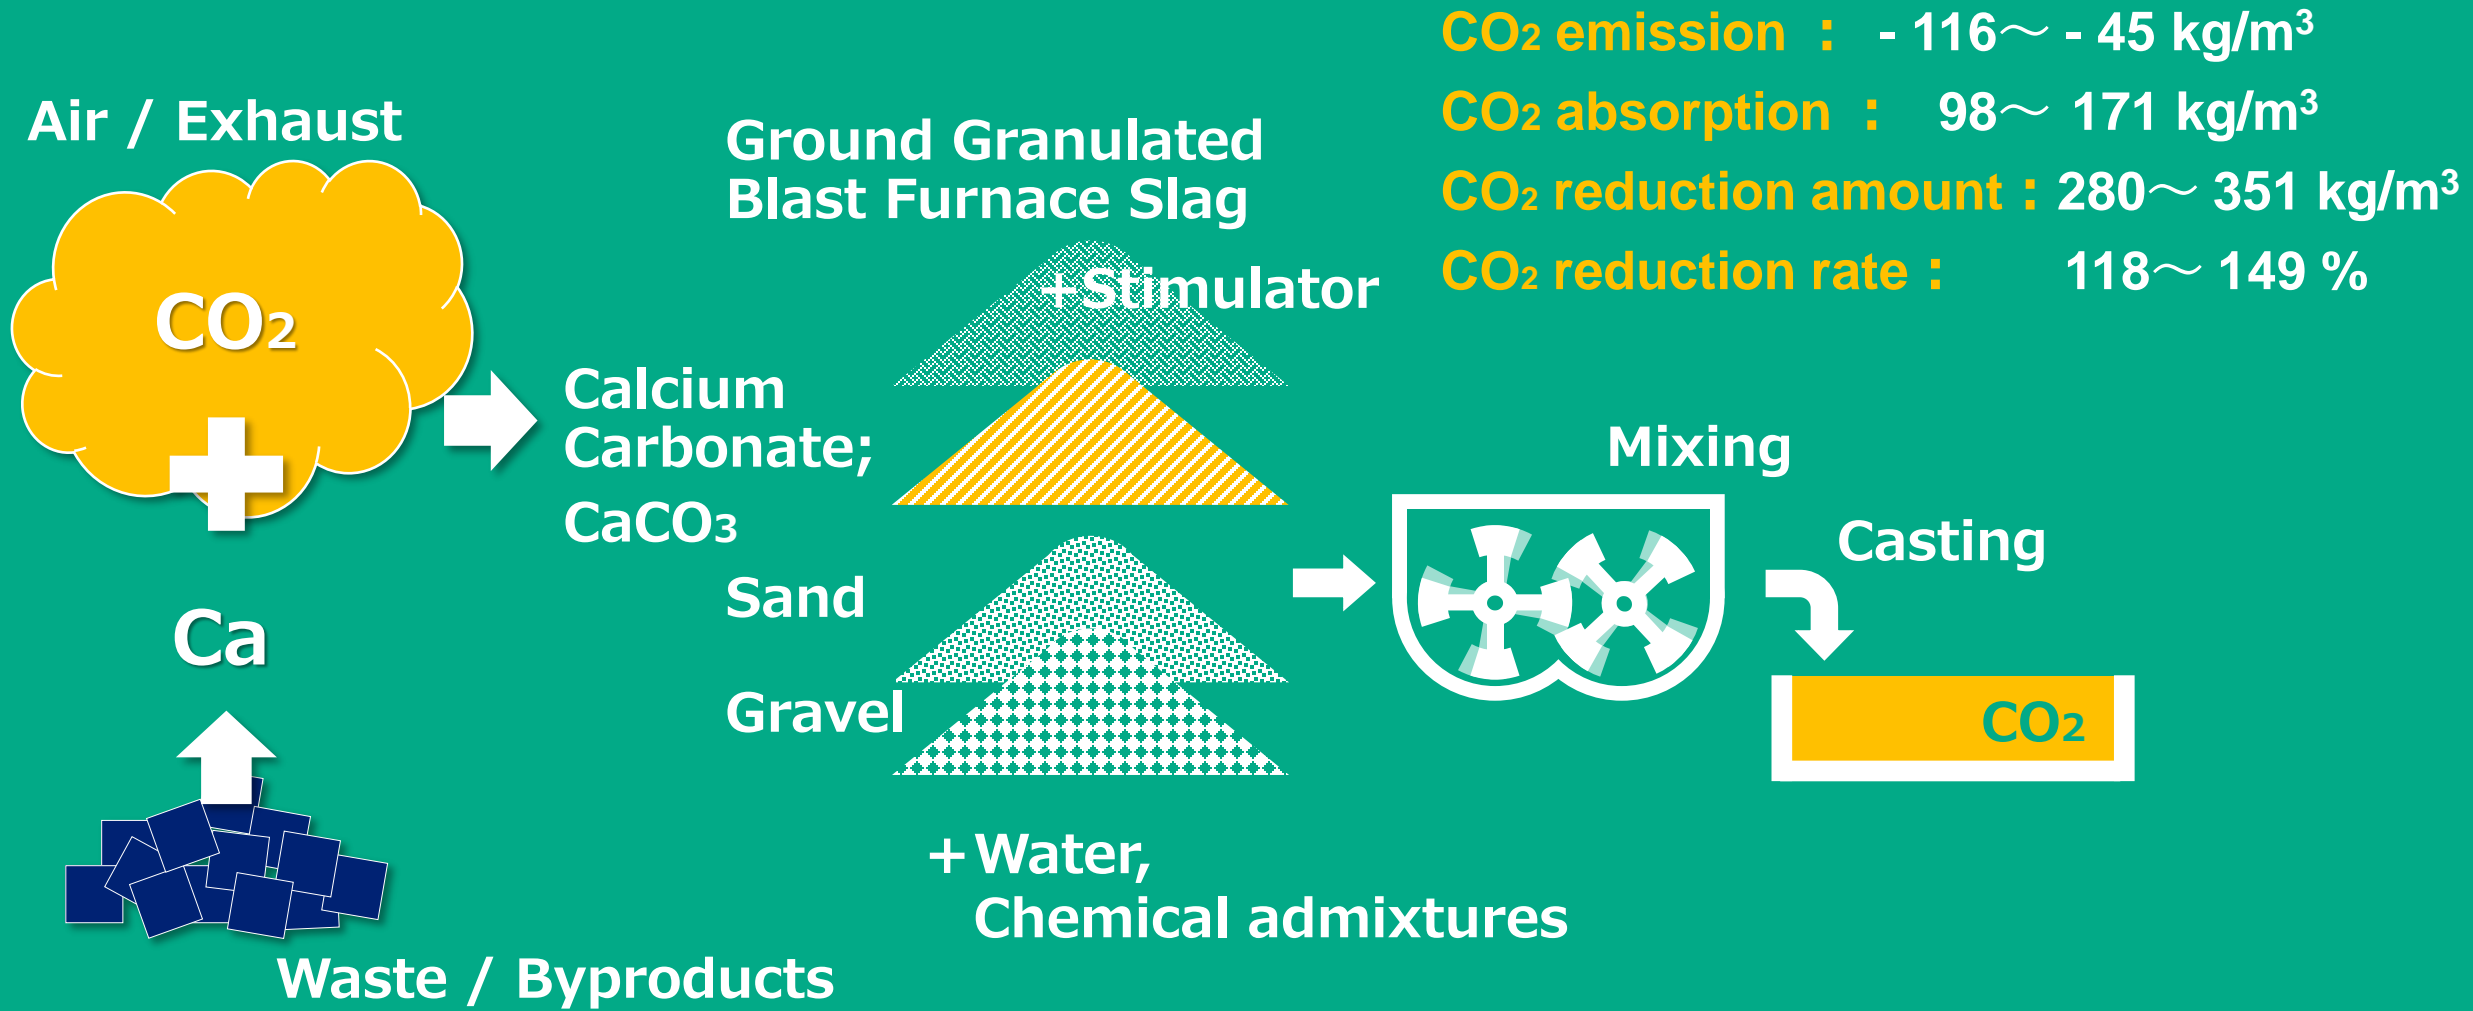 CO2 emission : - 116～ - 45 kg/m3
CO2 absorption : 98～ 171 kg/m3
CO2 reduction amount : 280～ 351 kg/m3
CO2 reduction rate : 118～ 149 %
Air / Exhaust
CO2
Ca
Waste / Byproducts
Ground Granulated
Blast Furnace Slag
+Stimulator
Calcium
Carbonate;
CaCO3
Sand
Gravel
+Water,
Chemical admixtures
Mixing
Casting
CO2